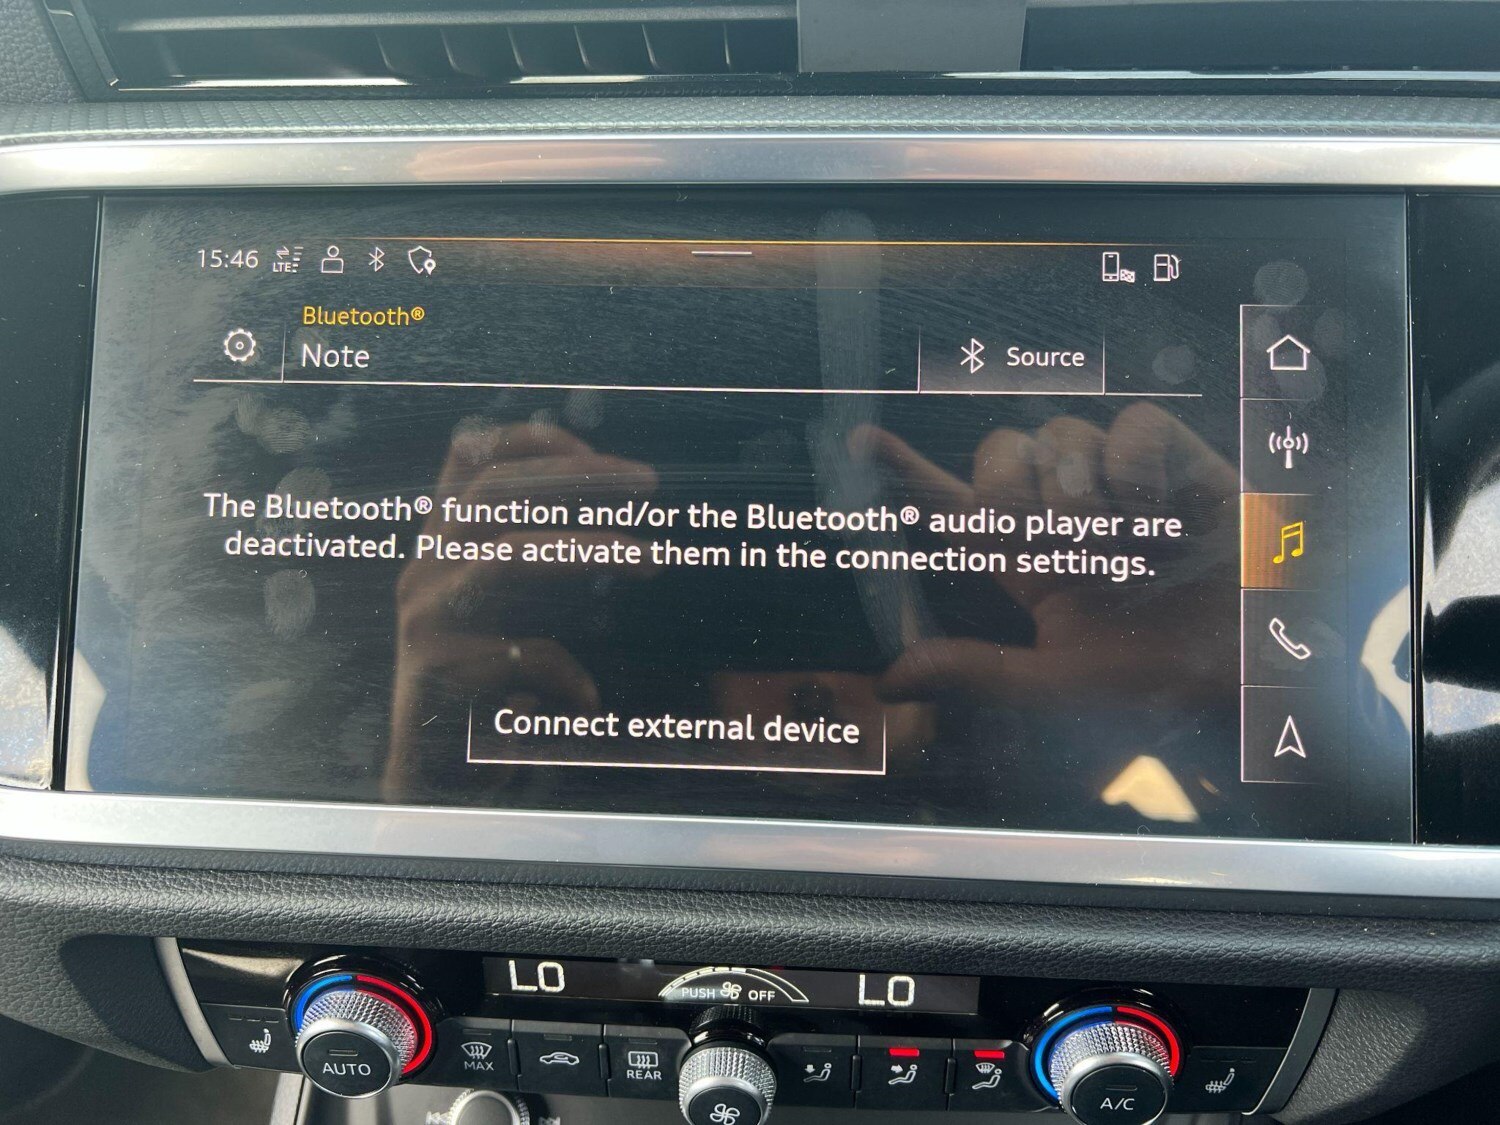 15:46 LTE
Bluetooth®
Note
Source
The Bluetooth® function and/or the Bluetooth® audio player are
deactivated. Please activate them in the connection settings.
Connect external device
LO
PUSH OFF
LO
AUTO
MAX
REAR
A/C